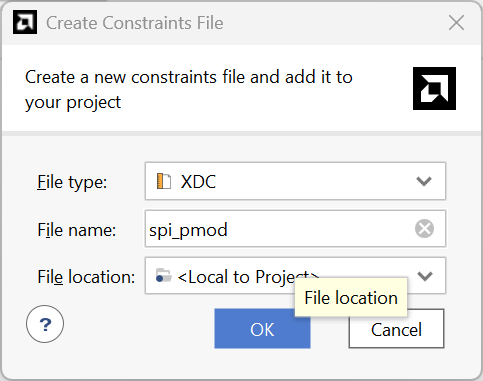 Create Constraints File
Create a new constraints file and add it to
your project
File type:
XDC
File name:
spi_pmod
File location:
<Local to Project>
File location
?
OK
Cancel